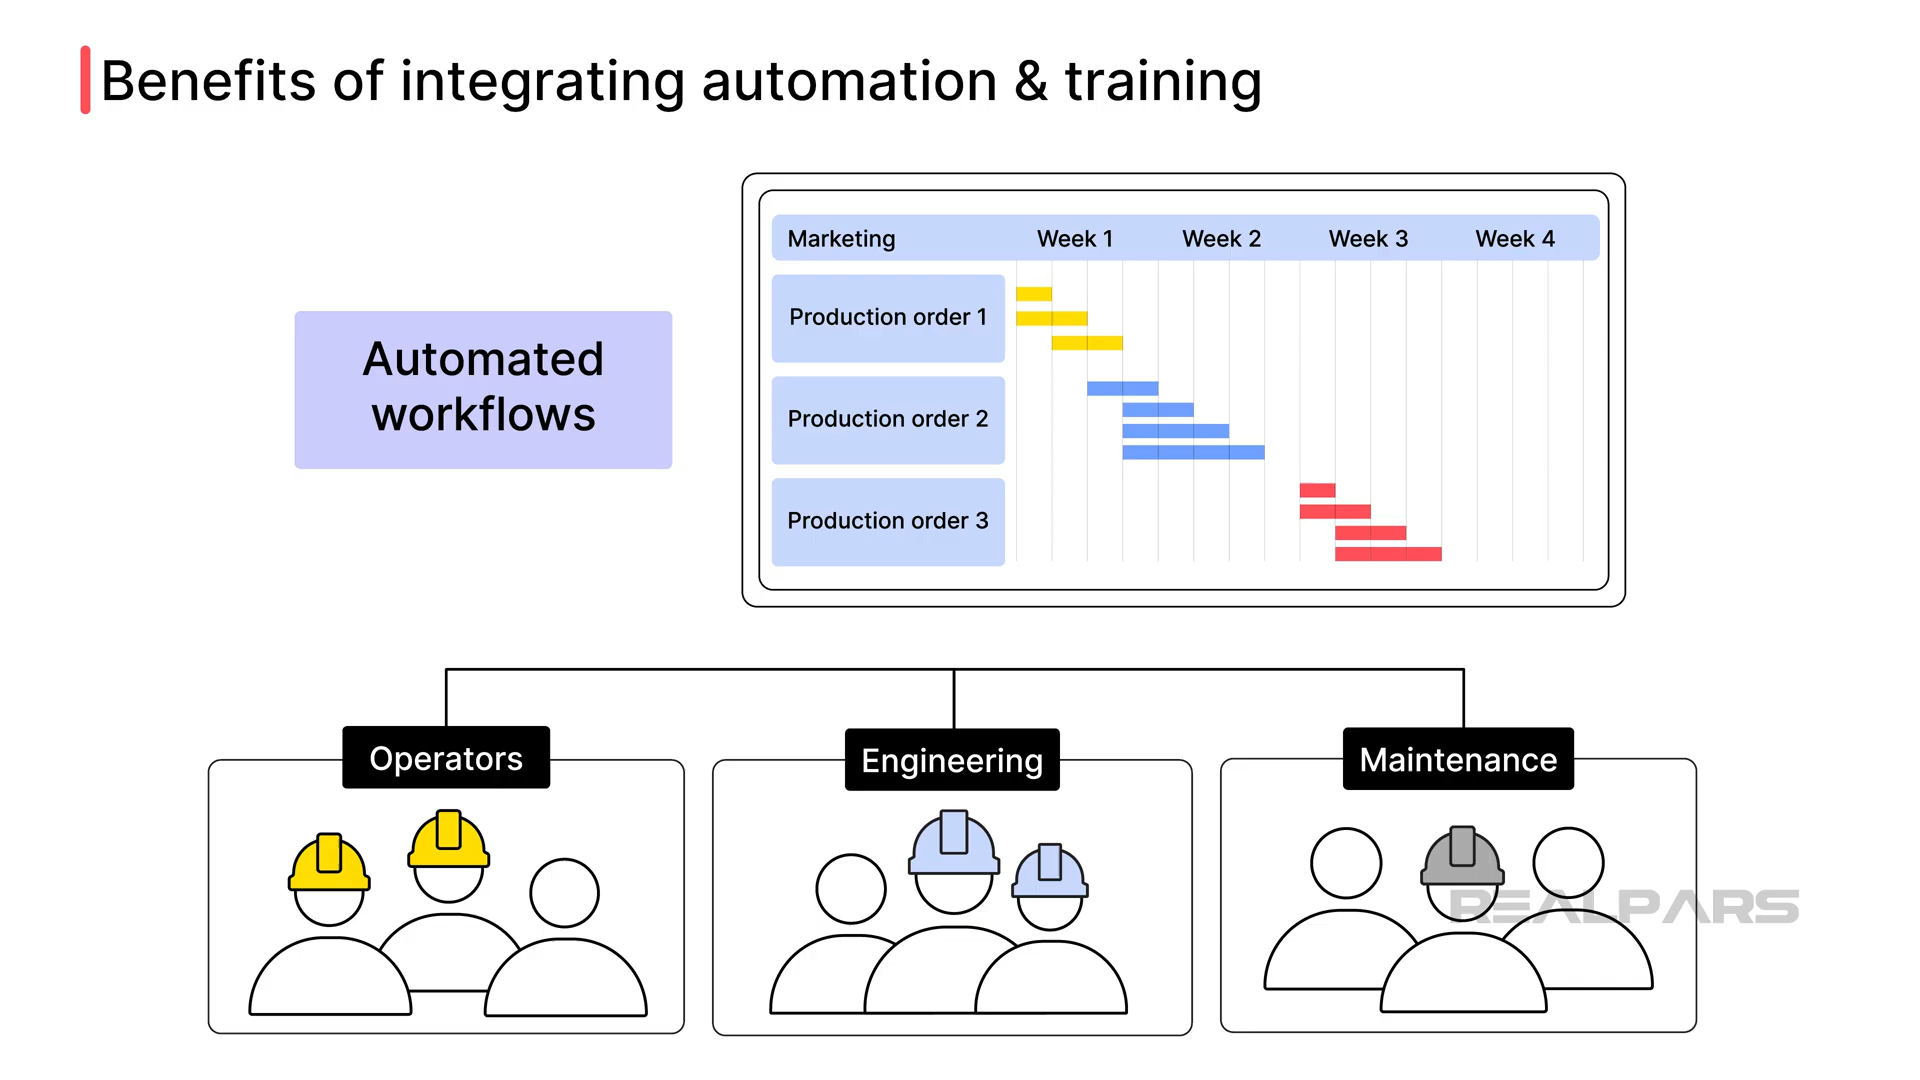 Benefits of integrating automation & training
Automated
workflows
Marketing Week 1 Week 2 Week 3 Week 4
Production order 1
Production order 2
Production order 3
Operators
Engineering
Maintenance
REALPARS